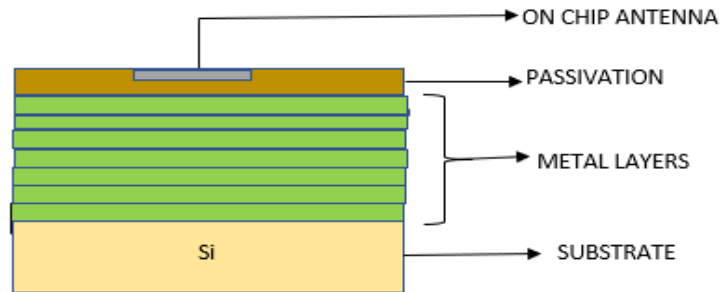 ON CHIP ANTENNA
PASSIVATION
METAL LAYERS
Si
SUBSTRATE